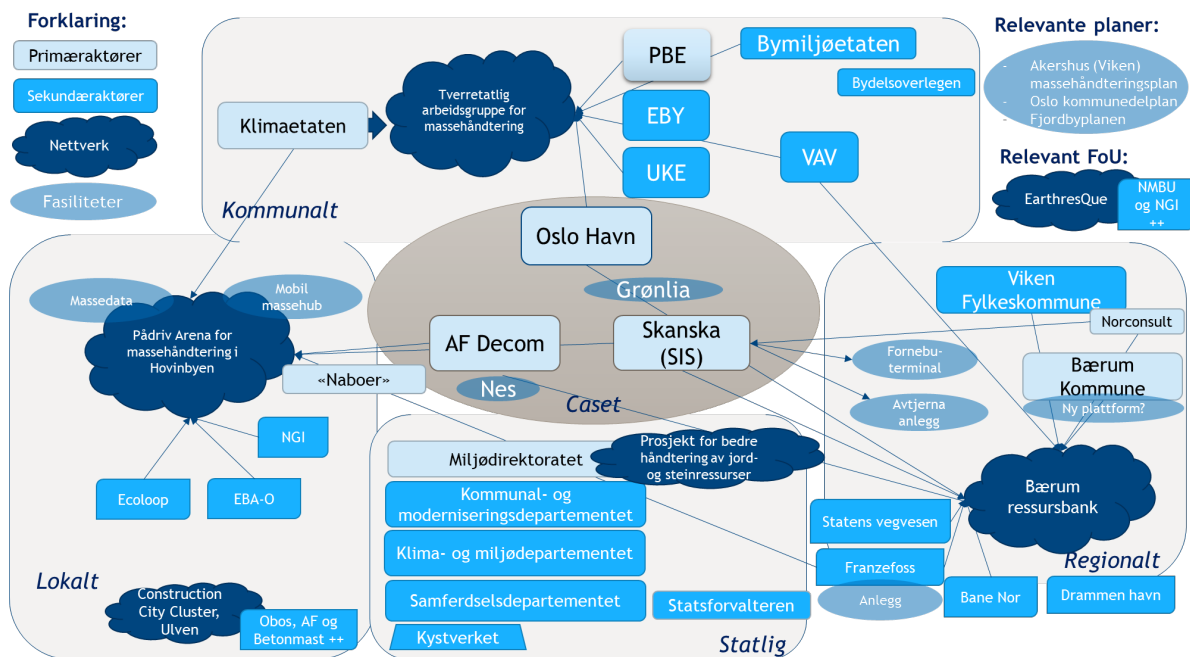 Forklaring:
Primæraktører
Sekundæraktører
Nettverk
Fasiliteter
Klimaetaten
Tverretatlig
arbeidsgruppe for
massehåndtering
PBE
Bymiljøetaten
Bydelsoverlegen
EBY
VAV
UKE
Kommunalt
Relevante planer:
- Akershus (Viken)
massehåndteringsplan
- Oslo kommunedelplan
- Fjordbyplanen
Relevant FoU:
EarthresQue
NMBU
og NGI
++
Oslo Havn
Grønlia
AF Decom
Skanska
(SIS)
Nes
Caset
Massedata
Mobil
massehub
Pådriv Arena for
massehåndtering i
Hovinbyen
«Naboer»
NGI
Ecoloop
EBA-O
Lokalt
Construction
City Cluster,
Ulven
Obos, AF og
Betonmast ++
Miljødirektoratet
Prosjekt for bedre
håndtering av jord-
og steinressurser
Kommunal- og
moderniseringsdepartementet
Klima- og miljødepartementet
Samferdselsdepartementet
Statsforvalteren
Kystverket
Statlig
Viken
Fylkeskommune
Norconsult
Fornebu-
terminal
Bærum
Kommune
Ny plattform?
Avtjerna
anlegg
Bærum
ressursbank
Statens vegvesen
Franzefoss
Anlegg
Bane Nor
Drammen havn
Regionalt